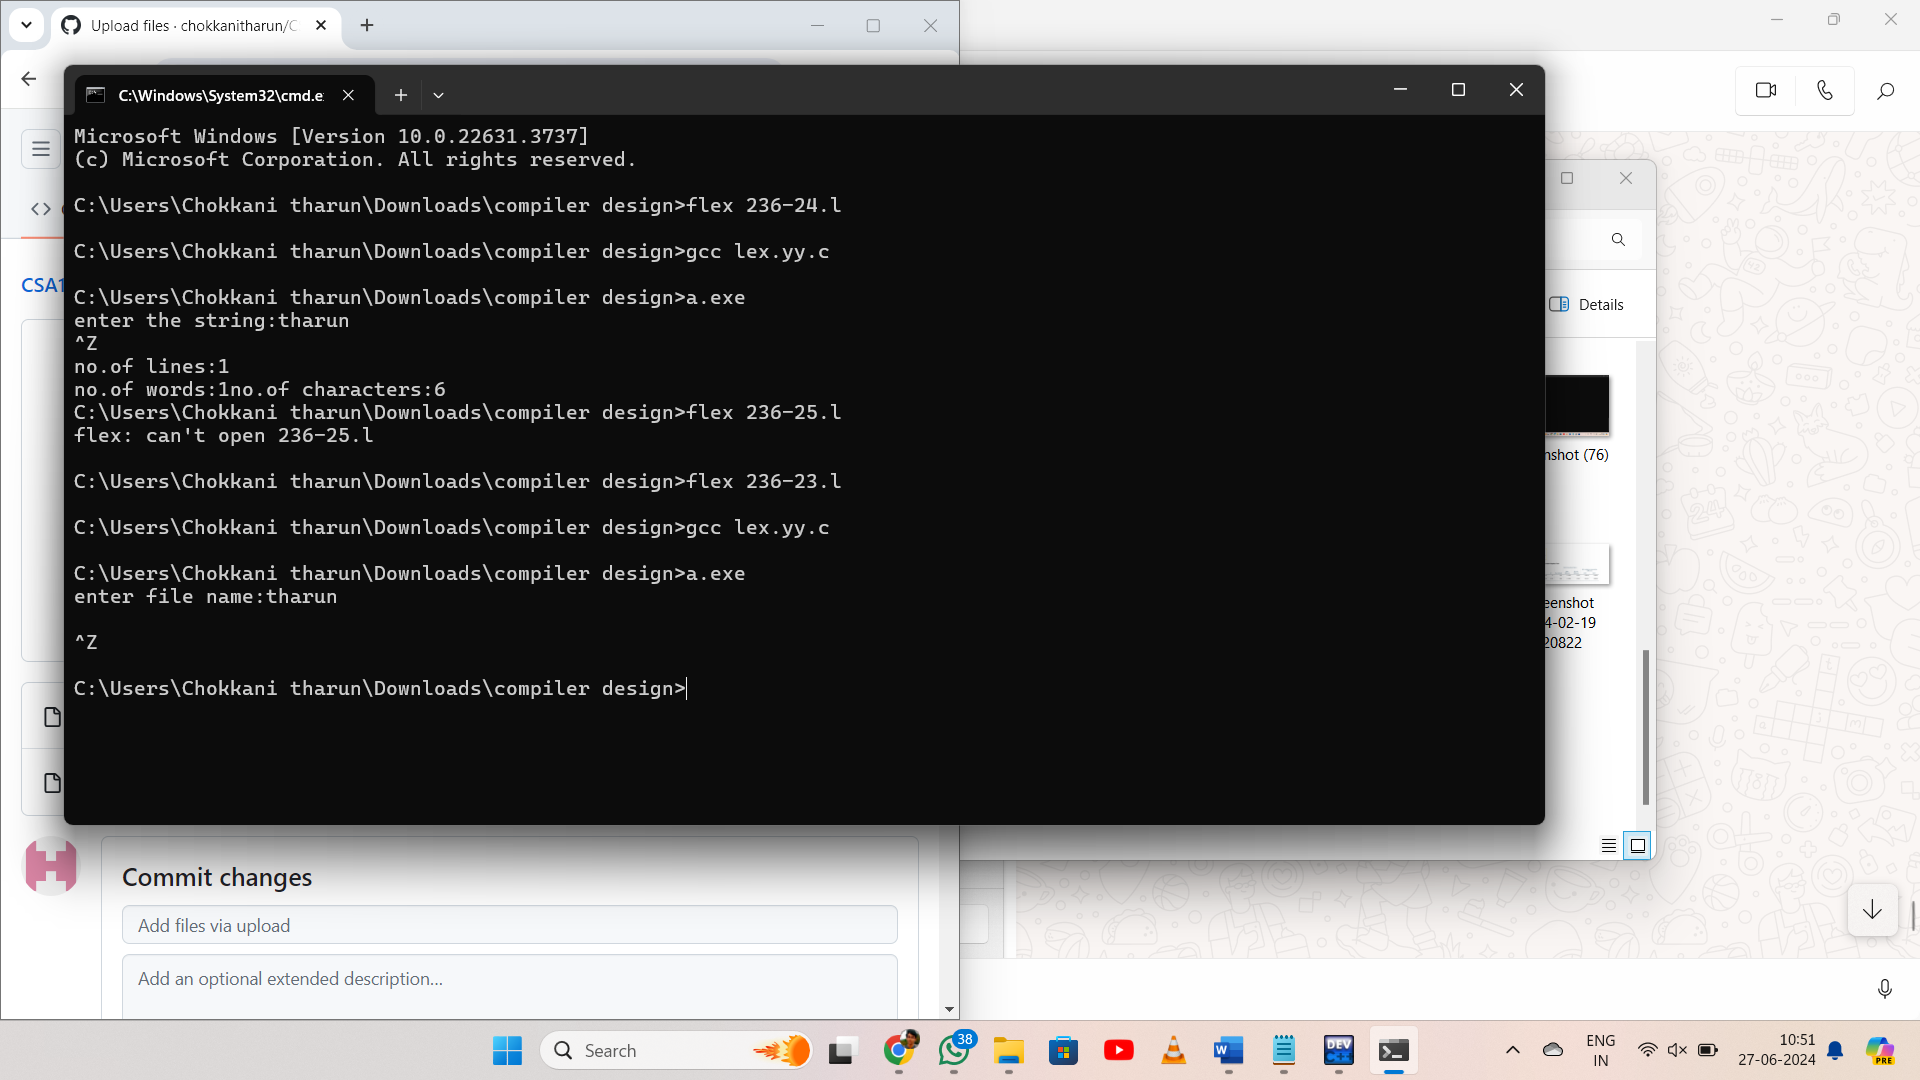 Upload files · chokkanitharun/C
C:\Windows\System32\cmd.e
Microsoft Windows [Version 10.0.22631.3737]
(c) Microsoft Corporation. All rights reserved.
C:\Users\Chokkani tharun\Downloads\compiler design>flex 236-24.l
C:\Users\Chokkani tharun\Downloads\compiler design>gcc lex.yy.c
C:\Users\Chokkani tharun\Downloads\compiler design>a.exe
enter the string:tharun
^Z
no.of lines:1
no.of words:1no.of characters:6
C:\Users\Chokkani tharun\Downloads\compiler design>flex 236-25.l
flex: can't open 236-25.l
C:\Users\Chokkani tharun\Downloads\compiler design>flex 236-23.l
C:\Users\Chokkani tharun\Downloads\compiler design>gcc lex.yy.c
C:\Users\Chokkani tharun\Downloads\compiler design>a.exe
enter file name:tharun
^Z
C:\Users\Chokkani tharun\Downloads\compiler design>
CSA1
Details
nshot (76)
eenshot
4-02-19
20822
Commit changes
Add files via upload
Add an optional extended description...
Search
38
DEV
C++
ENG
IN
10:51
27-06-2024
PRE